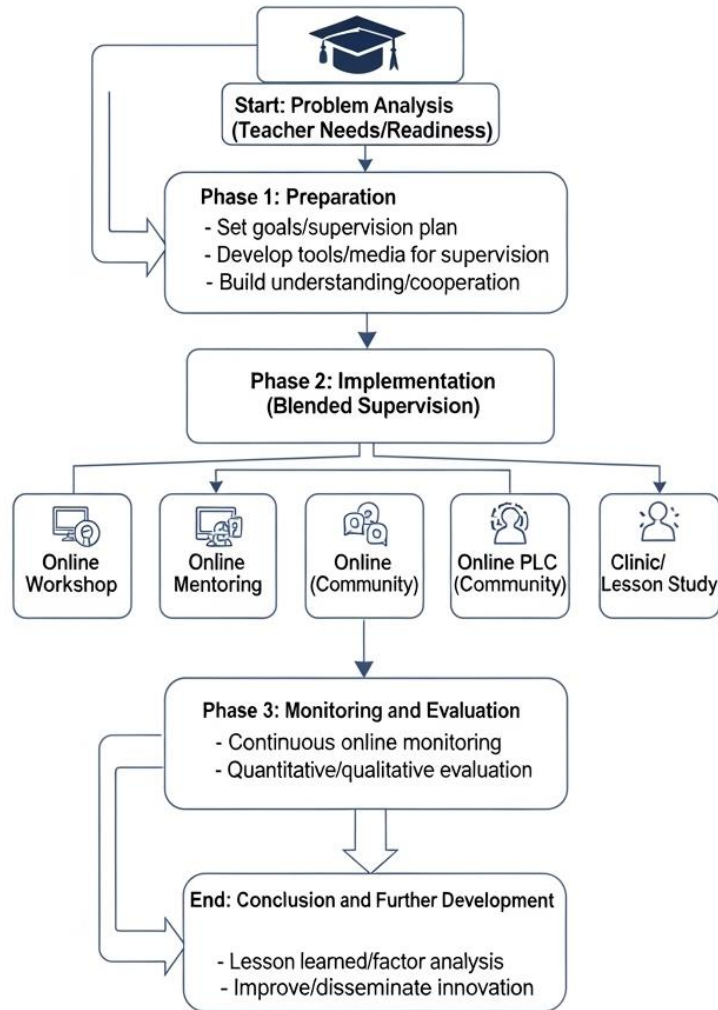 Start: Problem Analysis
(Teacher Needs/Readiness)
Phase 1: Preparation
- Set goals/supervision plan
- Develop tools/media for supervision
- Build understanding/cooperation
Phase 2: Implementation
(Blended Supervision)
Online
Workshop
Online
Mentoring
Online
(Community)
Online PLC
(Community)
Clinic/
Lesson Study
Phase 3: Monitoring and Evaluation
- Continuous online monitoring
- Quantitative/qualitative evaluation
End: Conclusion and Further Development
- Lesson learned/factor analysis
- Improve/disseminate innovation